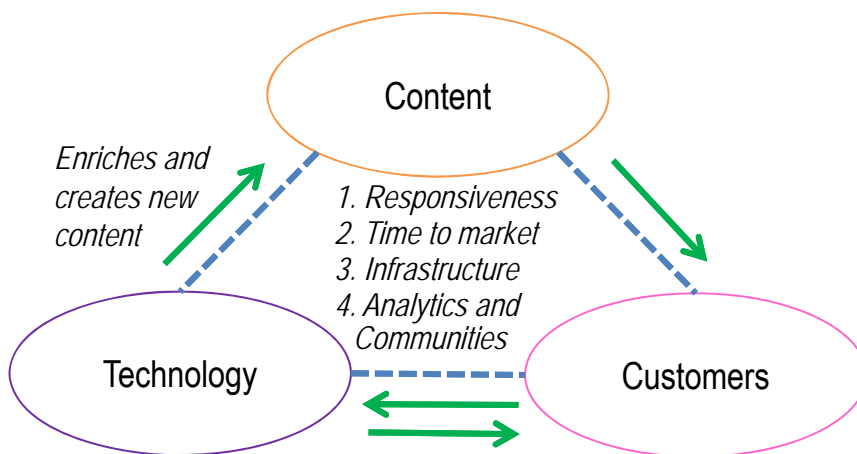 Content
Enriches and
creates new
content
1. Responsiveness
2. Time to market
3. Infrastructure
4. Analytics and
Communities
Technology
Customers